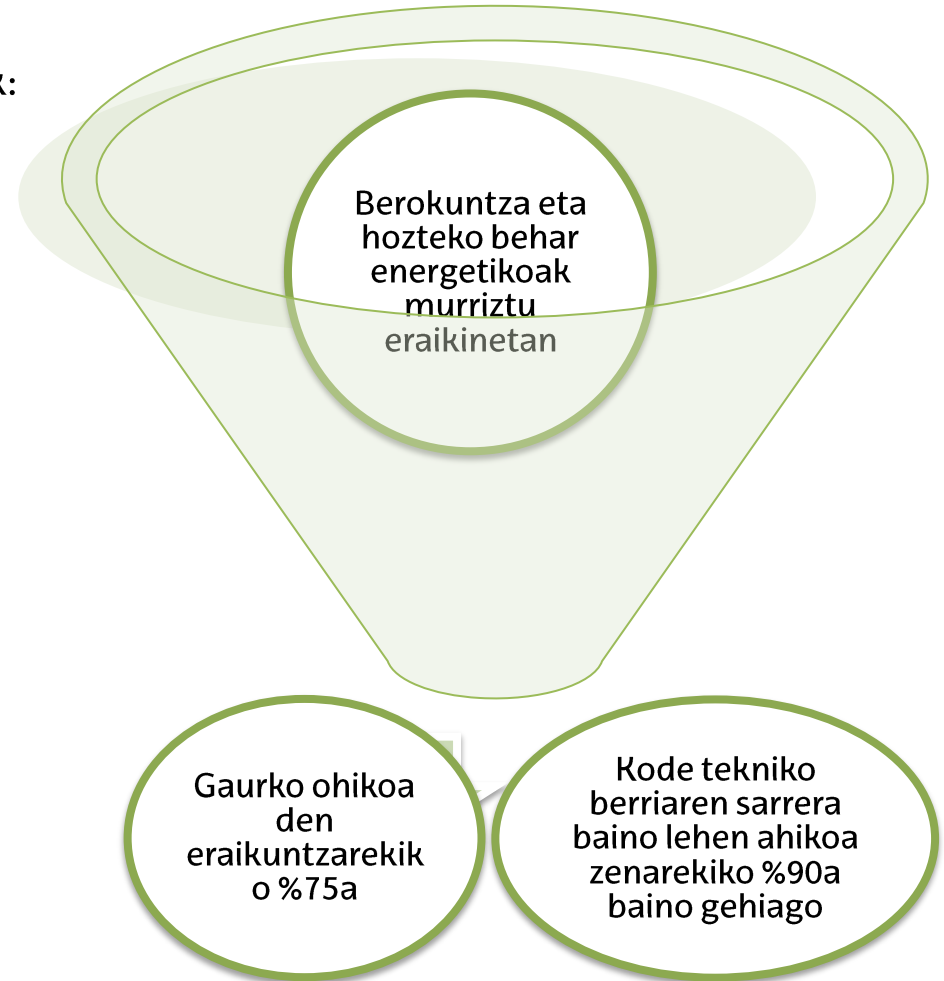 :
Berokuntza eta
hozteko behar
energetikoak
murriztu
eraikinetan
Gaurko ohikoa
den
eraikuntzarekik
o %75a
Kode tekniko
berriaren sarrera
baino lehen ahikoa
zenarekiko %90a
baino gehiago